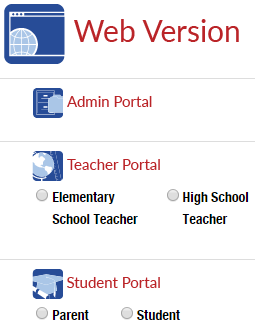 Web Version
Admin Portal
Teacher Portal
Elementary School Teacher
High School Teacher
Student Portal
Parent
Student